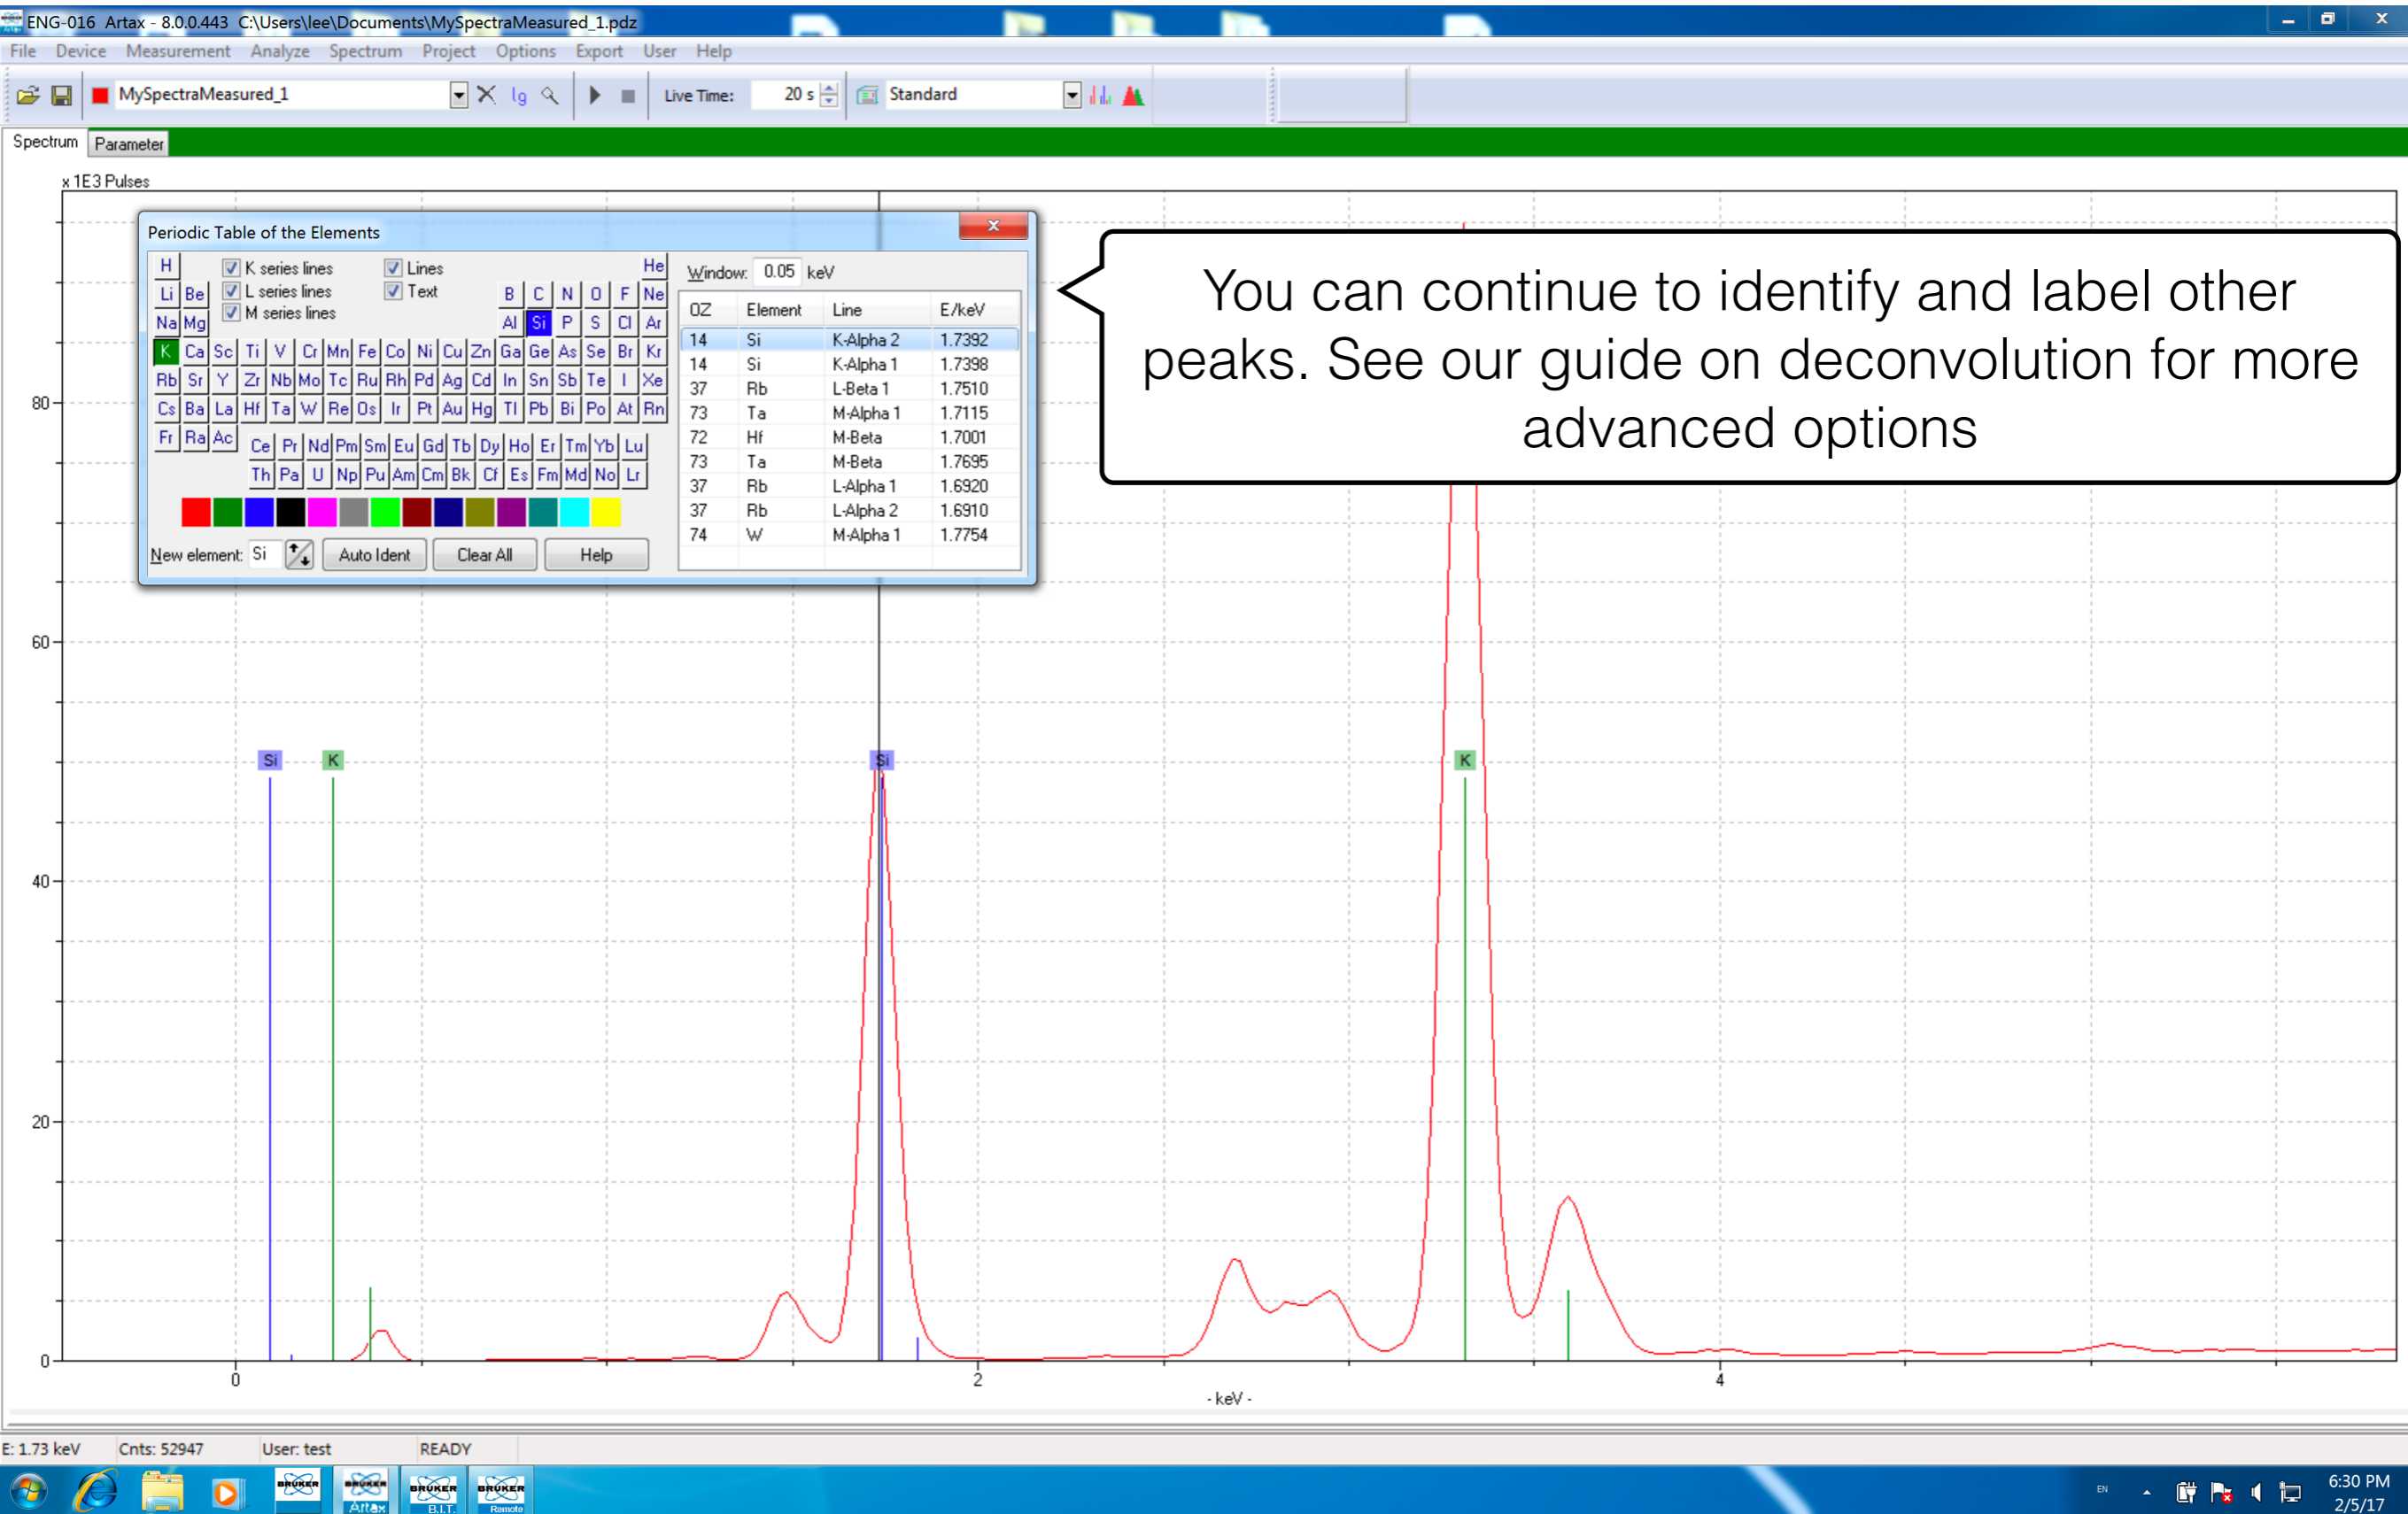 ENG-016 Artax - 8.0.0.443 C:\Users\lee\Documents\MySpectraMeasured_1.pdz
File Device Measurement Analyze Spectrum Project Options Export User Help
MySpectraMeasured_1 lg Live Time: 20 s Standard
Spectrum Parameter
x 1E3 Pulses
Periodic Table of the Elements
K series lines Lines
L series lines Text
M series lines
H He
Li Be B C N O F Ne
Na Mg Al Si P S Cl Ar
K Ca Sc Ti V Cr Mn Fe Co Ni Cu Zn Ga Ge As Se Br Kr
Rb Sr Y Zr Nb Mo Tc Ru Rh Pd Ag Cd In Sn Sb Te I Xe
Cs Ba La Hf Ta W Re Os Ir Pt Au Hg Tl Pb Bi Po At Rn
Fr Ra Ac Ce Pr Nd Pm Sm Eu Gd Tb Dy Ho Er Tm Yb Lu
Th Pa U Np Pu Am Cm Bk Cf Es Fm Md No Lr
New element: Si Auto Ident Clear All Help
Window: 0.05 keV
OZ Element Line E/keV
14 Si K-Alpha 2 1.7392
14 Si K-Alpha 1 1.7398
37 Rb L-Beta 1 1.7510
73 Ta M-Alpha 1 1.7115
72 Hf M-Beta 1.7001
73 Ta M-Beta 1.7695
37 Rb L-Alpha 1 1.6920
37 Rb L-Alpha 2 1.6910
74 W M-Alpha 1 1.7754
You can continue to identify and label other
peaks. See our guide on deconvolution for more
advanced options
80
60
Si K Si K
40
20
0
0 2 4
- keV -
E: 1.73 keV Cnts: 52947 User: test READY
BRUKER BRUKER Artax BRUKER B.I.T. BRUKER Remote
EN 6:30 PM
2/5/17